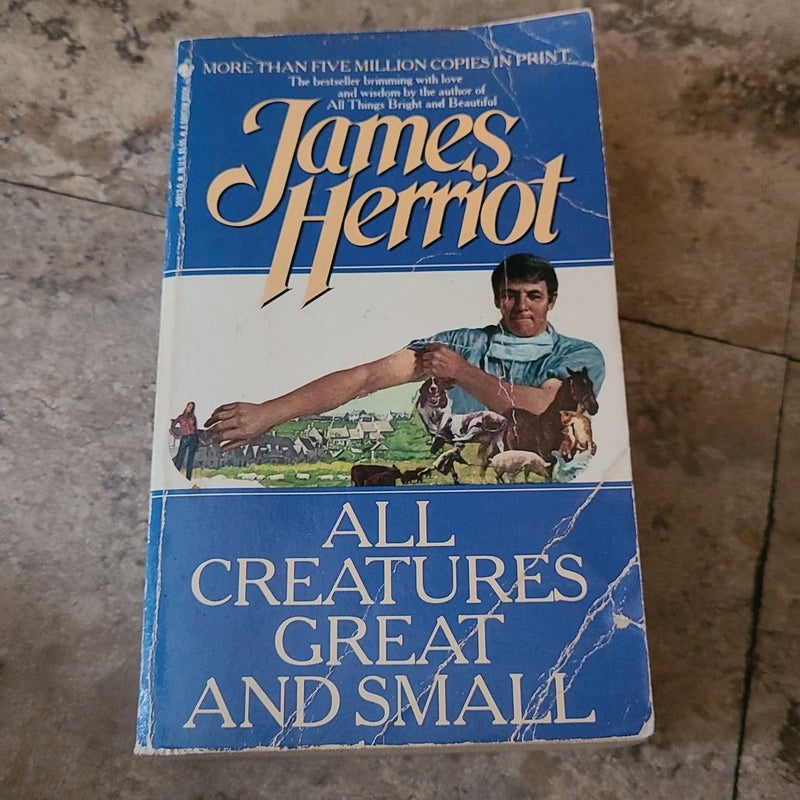 MORE THAN FIVE MILLION COPIES IN PRINT
The bestseller brimming with love
and wisdom by the author of
All Things Bright and Beautiful
James
Herriot
ALL
CREATURES
GREAT
AND SMALL